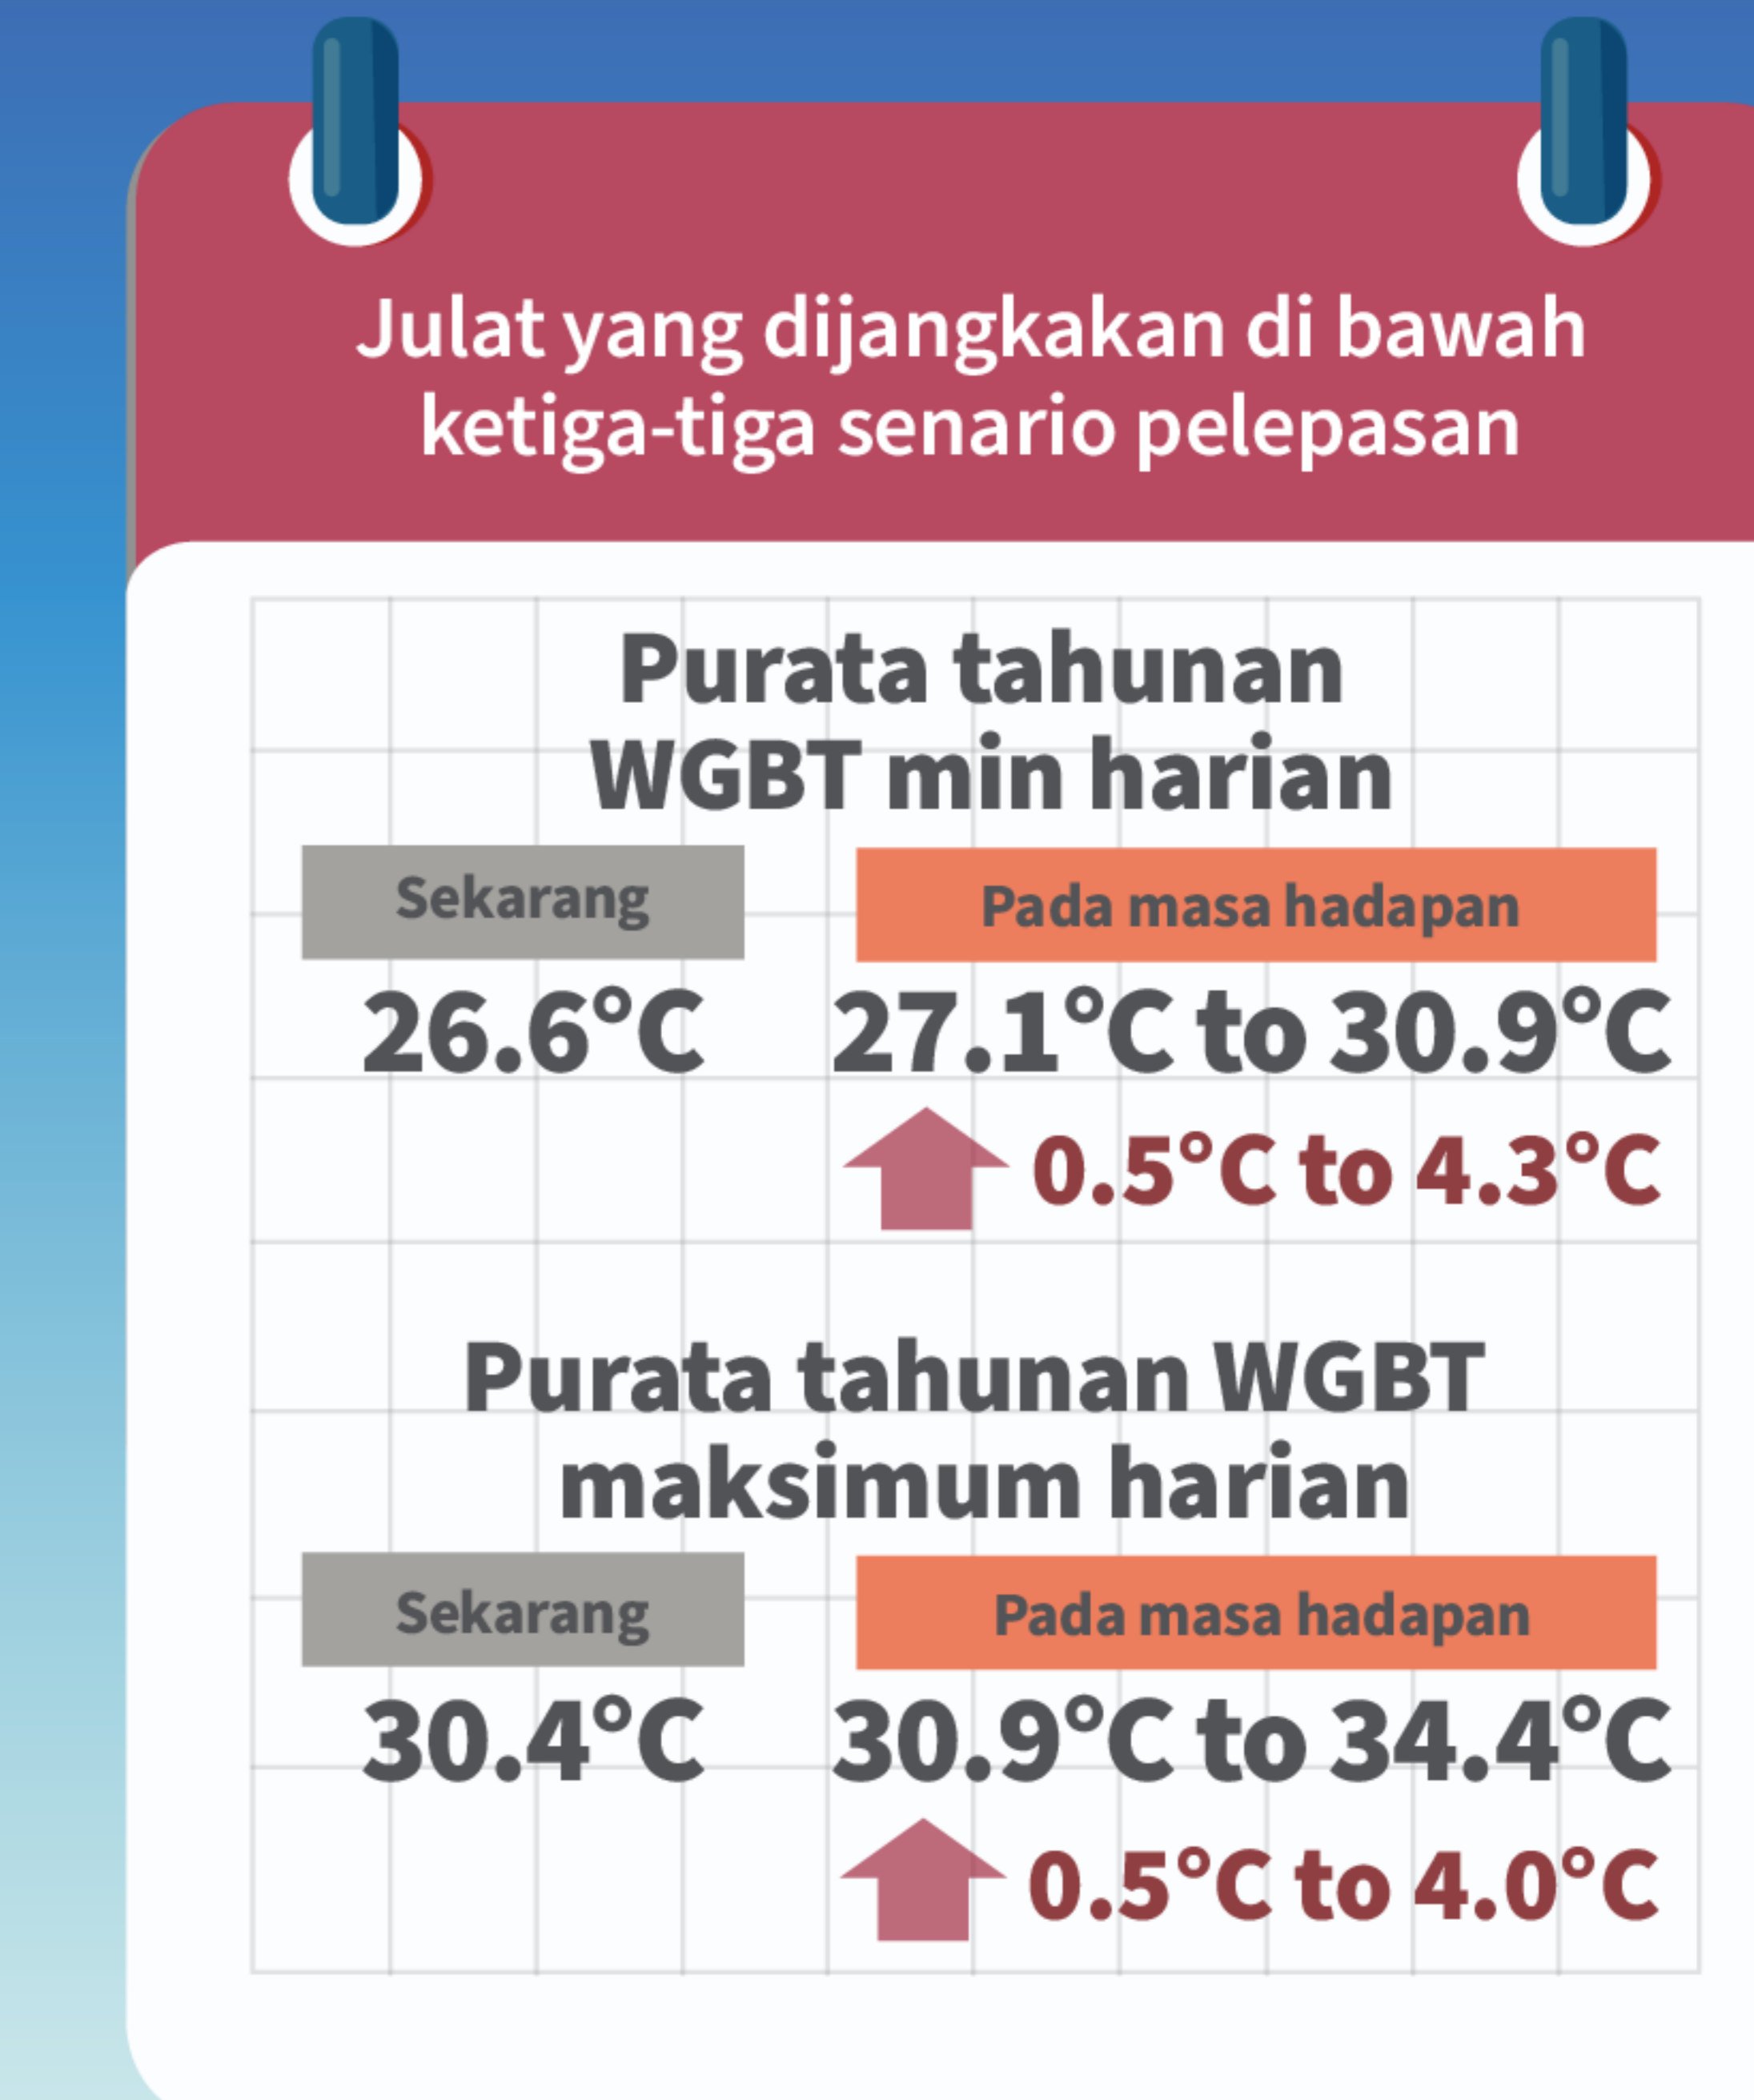 Julat yang dijangkakan di bawah
ketiga-tiga senario pelepasan
Purata tahunan
WGBT min harian
Sekarang
Pada masa hadapan
26.6°C
27.1°C to 30.9°C
0.5°C to 4.3°C
Purata tahunan WGBT
maksimum harian
Sekarang
Pada masa hadapan
30.4°C
30.9°C to 34.4°C
0.5°C to 4.0°C